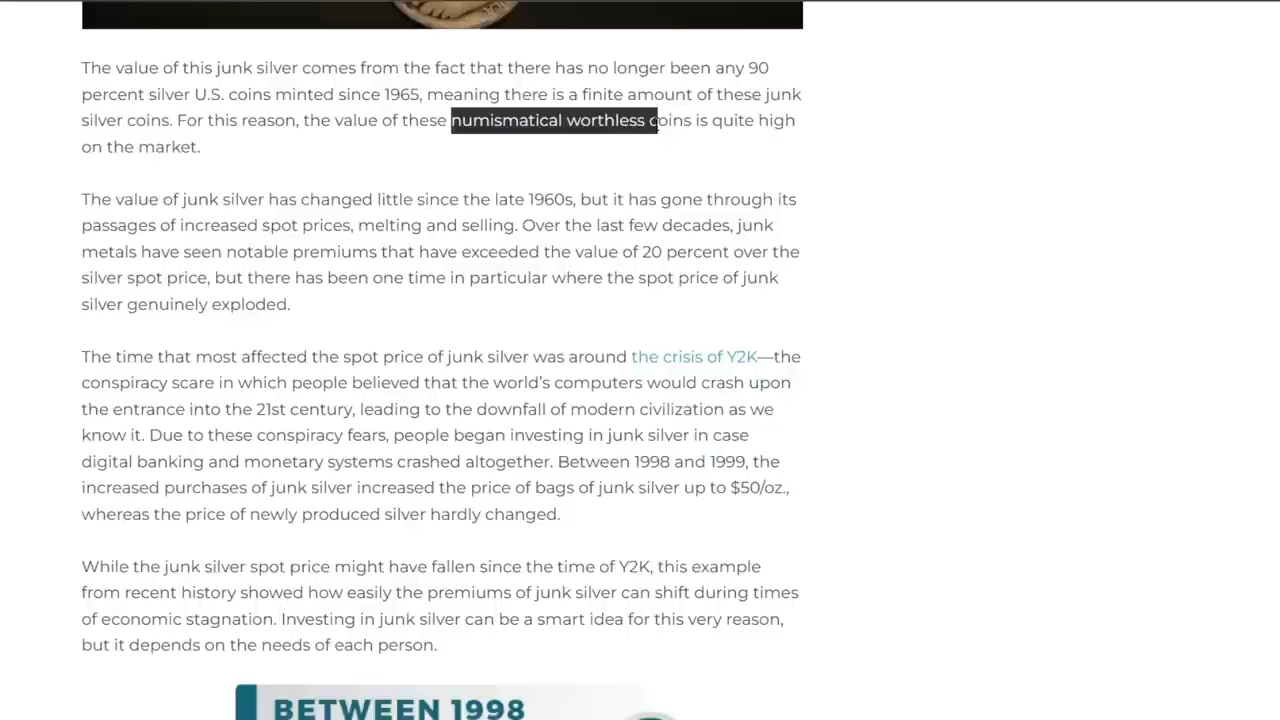 The value of this junk silver comes from the fact that there has no longer been any 90
percent silver U.S. coins minted since 1965, meaning there is a finite amount of these junk
silver coins. For this reason, the value of these numismatical worthless coins is quite high
on the market.
The value of junk silver has changed little since the late 1960s, but it has gone through its
passages of increased spot prices, melting and selling. Over the last few decades, junk
metals have seen notable premiums that have exceeded the value of 20 percent over the
silver spot price, but there has been one time in particular where the spot price of junk
silver genuinely exploded.
The time that most affected the spot price of junk silver was around the crisis of Y2K—the
conspiracy scare in which people believed that the world's computers would crash upon
the entrance into the 21st century, leading to the downfall of modern civilization as we
know it. Due to these conspiracy fears, people began investing in junk silver in case
digital banking and monetary systems crashed altogether. Between 1998 and 1999, the
increased purchases of junk silver increased the price of bags of junk silver up to $50/oz.,
whereas the price of newly produced silver hardly changed.
While the junk silver spot price might have fallen since the time of Y2K, this example
from recent history showed how easily the premiums of junk silver can shift during times
of economic stagnation. Investing in junk silver can be a smart idea for this very reason,
but it depends on the needs of each person.
BETWEEN 1998